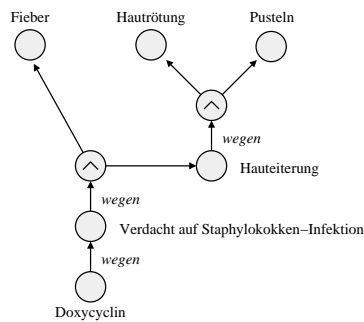 Fieber
Hautrötung
Pusteln
wegen
Hauteiterung
wegen
Verdacht auf Staphylokokken−Infektion
wegen
Doxycyclin